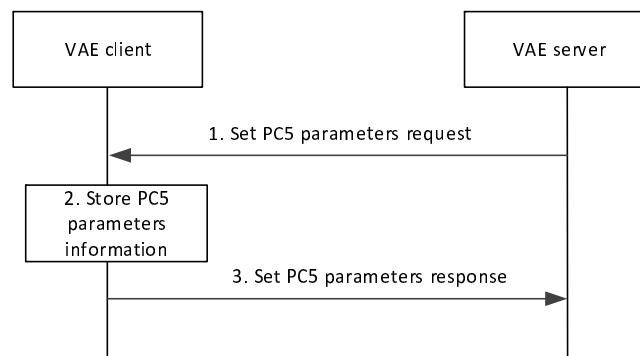 VAE client
VAE server
1. Set PC5 parameters request
2. Store PC5
parameters
information
3. Set PC5 parameters response